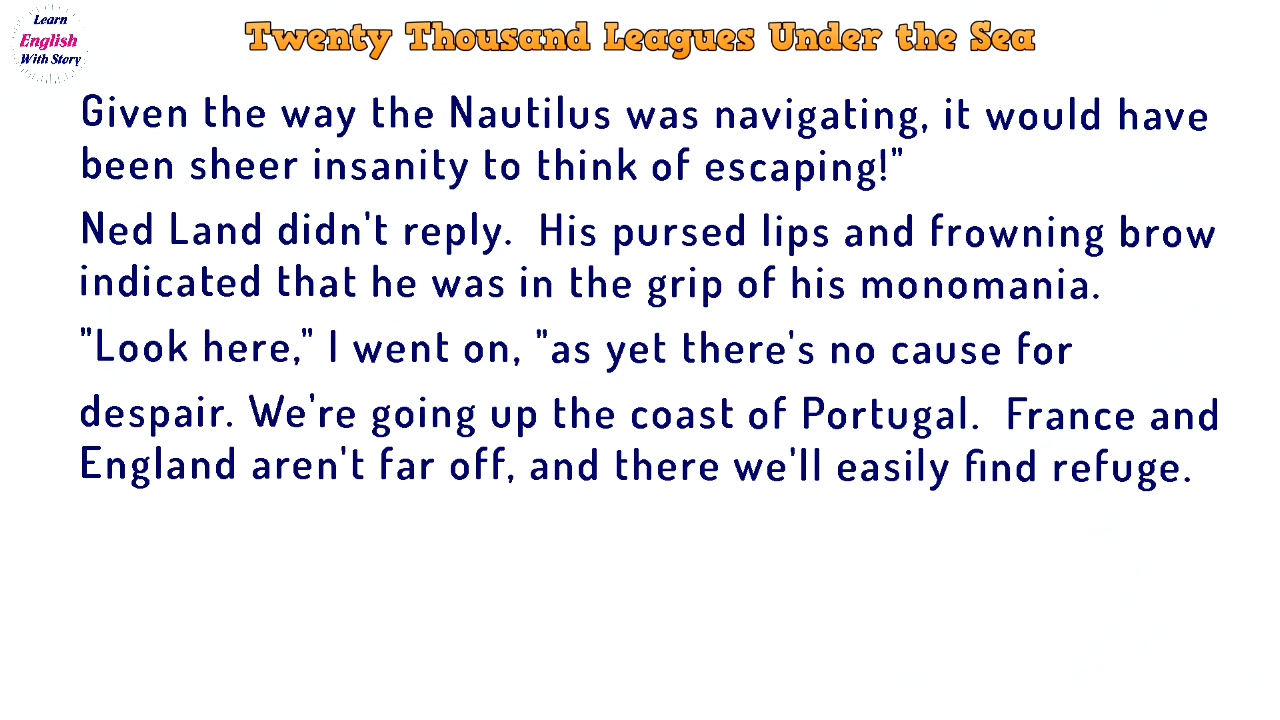 Learn
English
With Story
Twenty Thousand Leagues Under the Sea
Given the way the Nautilus was navigating, it would have
been sheer insanity to think of escaping!"
Ned Land didn't reply.  His pursed lips and frowning brow
indicated that he was in the grip of his monomania.
"Look here," I went on, "as yet there's no cause for
despair. We're going up the coast of Portugal.  France and
England aren't far off, and there we'll easily find refuge.